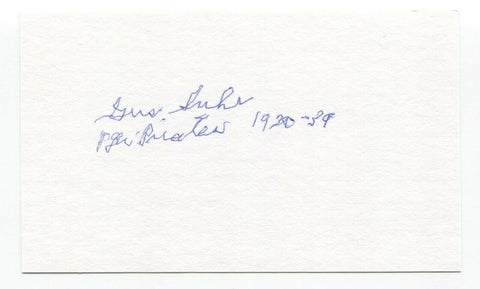 Gus. Suhr
Pgh Pirates 1930-39